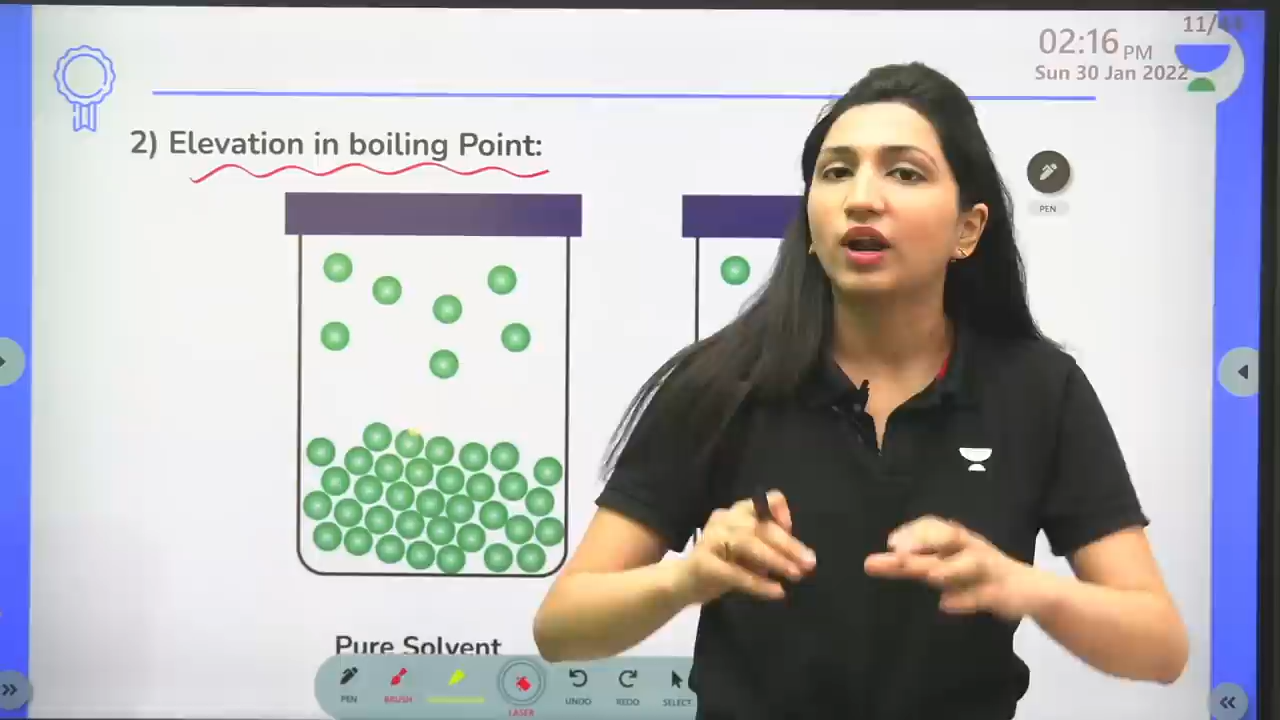 11/
02:16 PM
Sun 30 Jan 2022
2) Elevation in boiling Point:
PEN
Pure Solvent
PEN
BRUSH
LASER
UNDO
REDO
SELECT